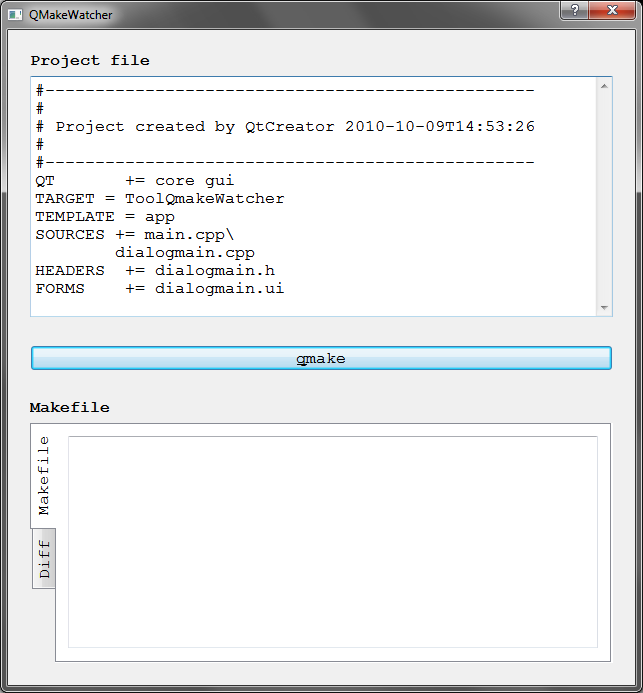 QMakeWatcher
?
Project file
#-------------------------------------------------
#
# Project created by QtCreator 2010-10-09T14:53:26
#
#-------------------------------------------------
QT       += core gui
TARGET = ToolQmakeWatcher
TEMPLATE = app
SOURCES += main.cpp\
        dialogmain.cpp
HEADERS  += dialogmain.h
FORMS    += dialogmain.ui
qmake
Makefile
Makefile
Diff